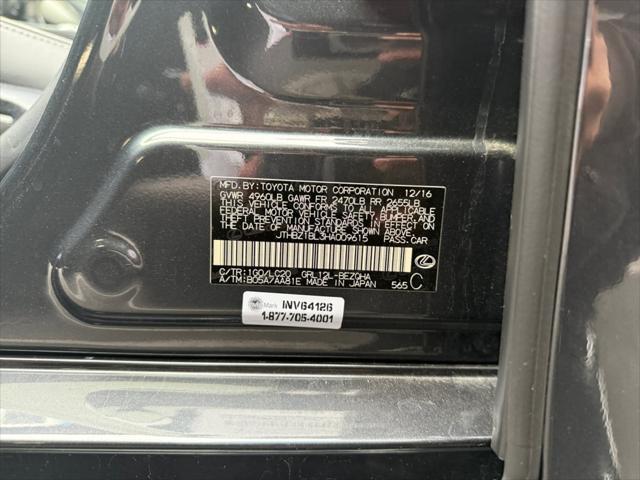 MFD.BY:TOYOTA MOTOR CORPORATION 12/16
GVWR 4960LB GAWR FR 2470LB RR 2655LB
THIS VEHICLE CONFORMS TO ALL APPLICABLE
FEDERAL MOTOR VEHICLE SAFETY, BUMPER, AND
THEFT PREVENTION STANDARDS IN EFFECT ON
THE DATE OF MANUFACTURE SHOWN ABOVE.
JTHBZ1BL3HA009615 PASS.CAR
C/TR:1G0/LC20 GRL12L-BEZGHA C
A/TM:B05A7AA81E MADE IN JAPAN 565
Mark INV64126
1-877-705-4001